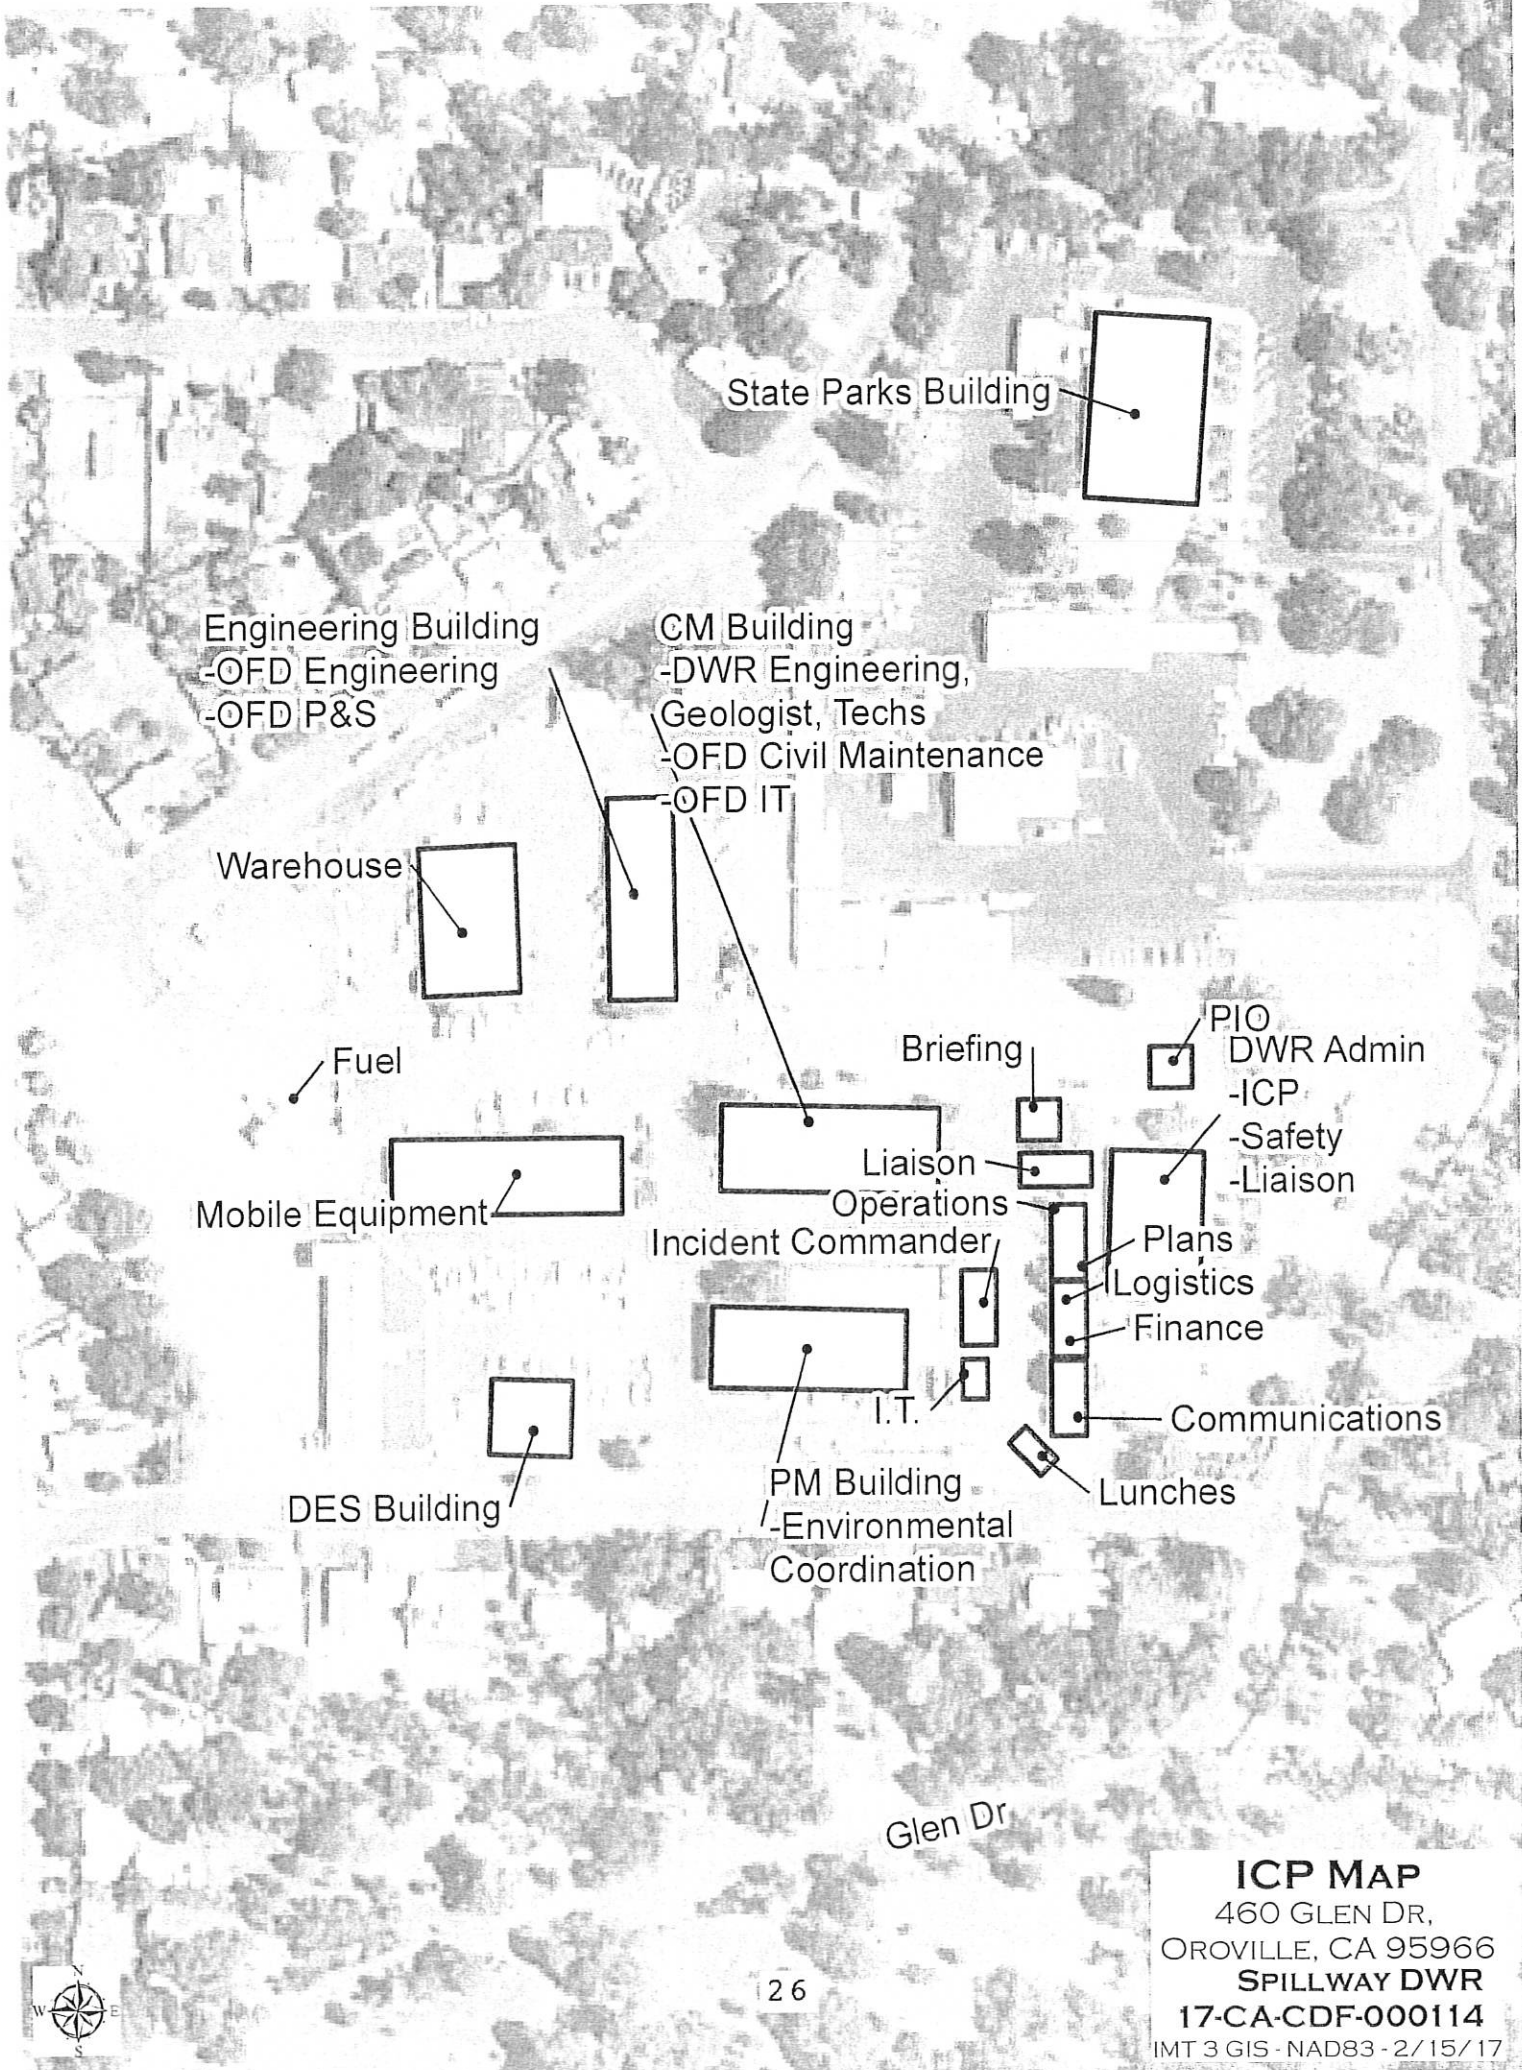 State Parks Building
Engineering Building
-OFD Engineering
-OFD P&S
CM Building
-DWR Engineering,
Geologist, Techs
-OFD Civil Maintenance
-OFD IT
Warehouse
Fuel
Briefing
PIO
DWR Admin
-ICP
-Safety
-Liaison
Liaison
Mobile Equipment
Operations
Incident Commander
Plans
Logistics
Finance
I.T.
Communications
Lunches
DES Building
PM Building
-Environmental
Coordination
Glen Dr
ICP MAP
460 GLEN DR,
OROVILLE, CA 95966
SPILLWAY DWR
17-CA-CDF-000114
IMT 3 GIS - NAD83 - 2/15/17
26
N
W E
S